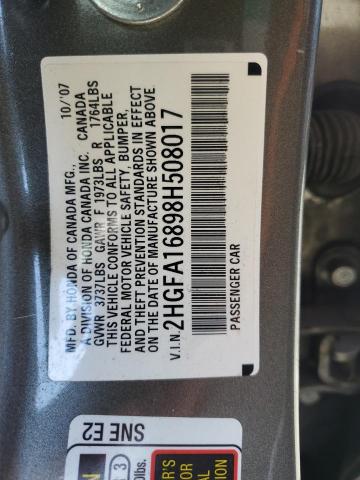 MFD. BY HONDA OF CANADA MFG., 10/'07
A DIVISION OF HONDA CANADA INC. CANADA
GVWR 3737LBS GAWR F 1973LBS R 1764LBS
THIS VEHICLE CONFORMS TO ALL APPLICABLE
FEDERAL MOTOR VEHICLE SAFETY, BUMPER,
AND THEFT PREVENTION STANDARDS IN EFFECT
ON THE DATE OF MANUFACTURE SHOWN ABOVE
V.I.N. 2HGFA16898H508017
PASSENGER CAR
SNE E2
3